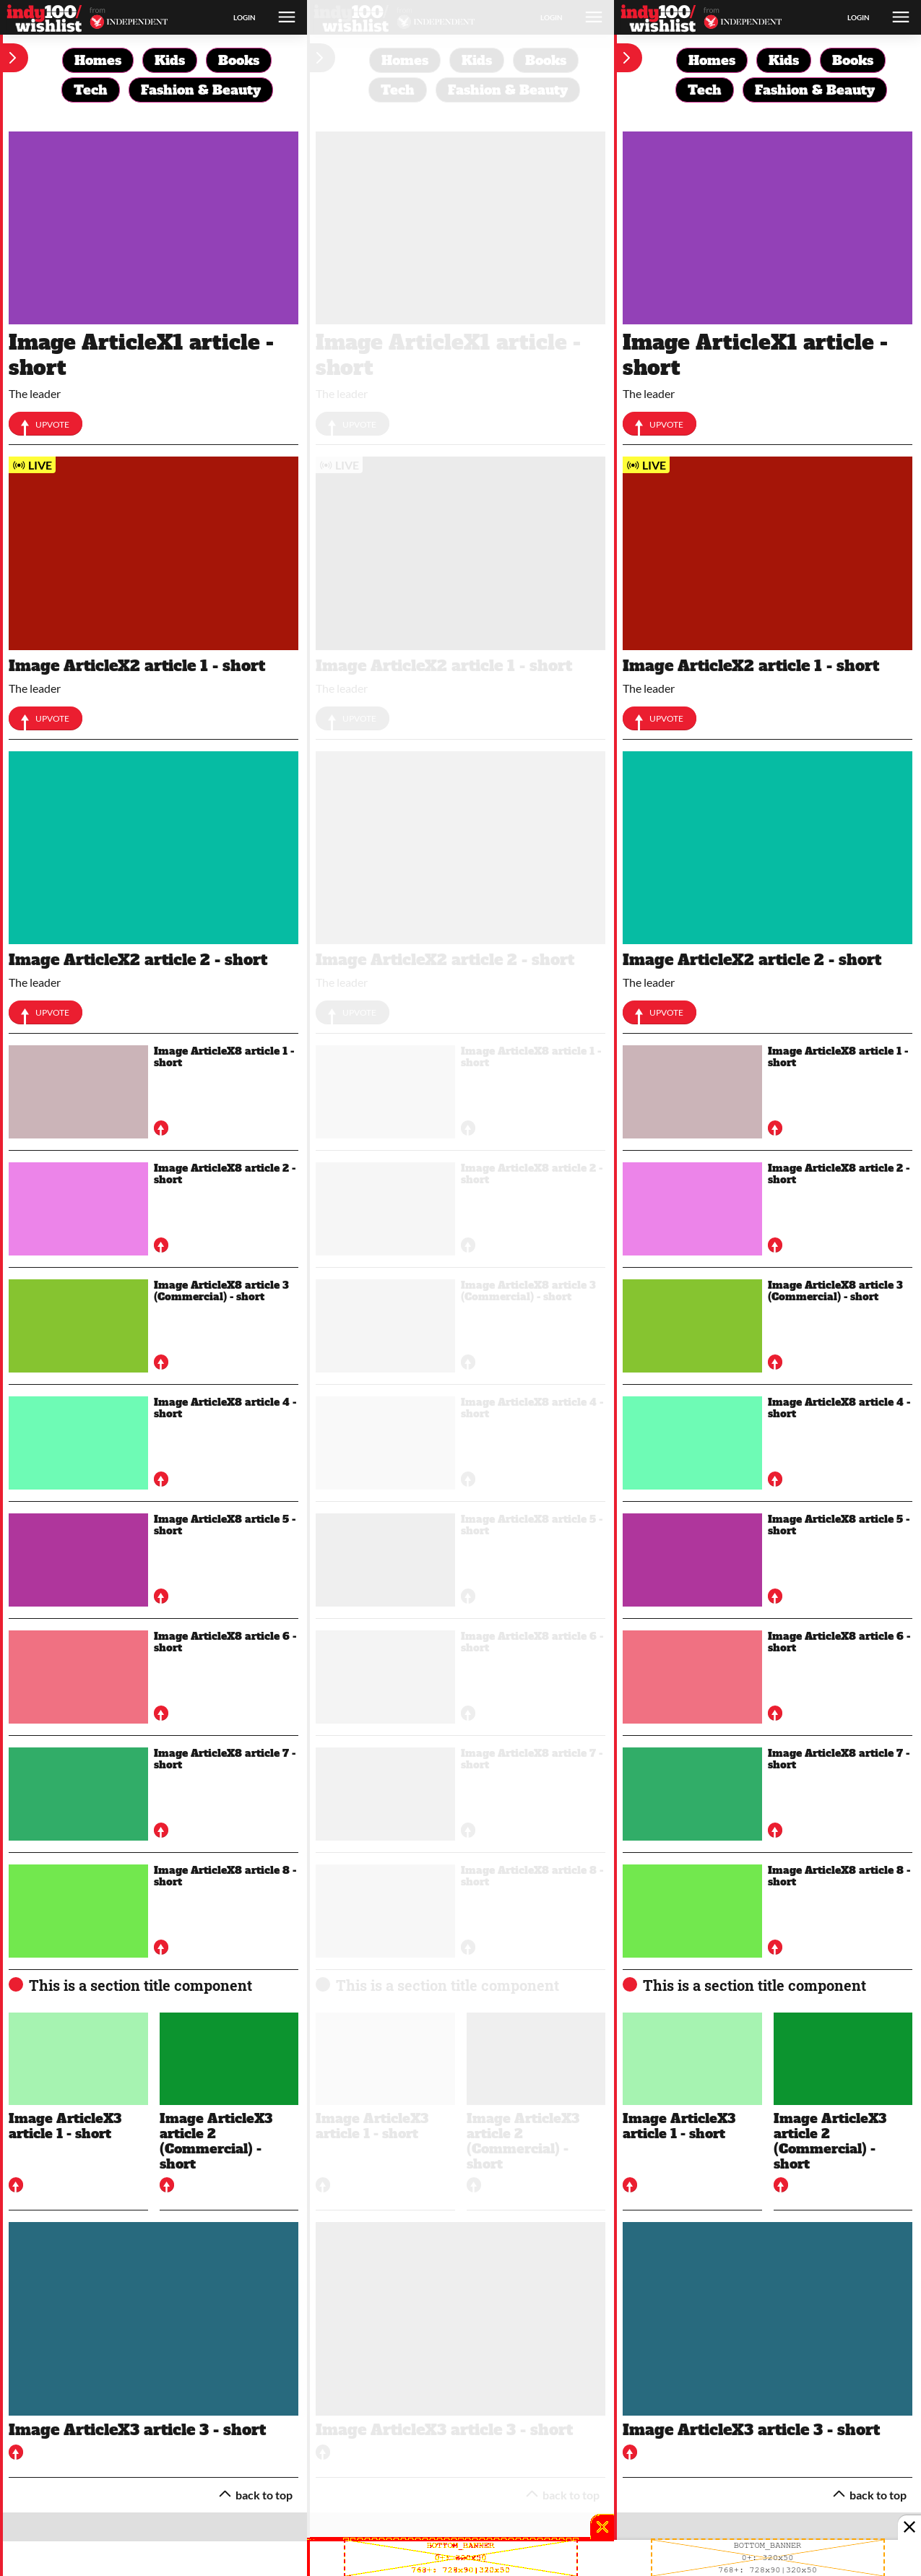 indy100/ from
wishlist INDEPENDENT
LOGIN
Homes Kids Books
Tech Fashion & Beauty
Image ArticleX1 article -
short
The leader
UPVOTE
LIVE
Image ArticleX2 article 1 - short
The leader
UPVOTE
Image ArticleX2 article 2 - short
The leader
UPVOTE
Image ArticleX8 article 1 -
short
Image ArticleX8 article 2 -
short
Image ArticleX8 article 3
(Commercial) - short
Image ArticleX8 article 4 -
short
Image ArticleX8 article 5 -
short
Image ArticleX8 article 6 -
short
Image ArticleX8 article 7 -
short
Image ArticleX8 article 8 -
short
This is a section title component
Image ArticleX3
article 1 - short
Image ArticleX3
article 2
(Commercial) -
short
Image ArticleX3 article 3 - short
back to top
indy100/
wishlist INDEPENDENT
LOGIN
Homes Kids Books
Tech Fashion & Beauty
Image ArticleX1 article -
short
The leader
UPVOTE
LIVE
Image ArticleX2 article 1 - short
The leader
UPVOTE
Image ArticleX2 article 2 - short
The leader
UPVOTE
Image ArticleX8 article 1 -
short
Image ArticleX8 article 2 -
short
Image ArticleX8 article 3
(Commercial) - short
Image ArticleX8 article 4 -
short
Image ArticleX8 article 5 -
short
Image ArticleX8 article 6 -
short
Image ArticleX8 article 7 -
short
Image ArticleX8 article 8 -
short
This is a section title component
Image ArticleX3
article 1 - short
Image ArticleX3
article 2
(Commercial) -
short
Image ArticleX3 article 3 - short
back to top
BOTTOM_BANNER
0+: 320x50
768+: 728x90|320x50
indy100/ from
wishlist INDEPENDENT
LOGIN
Homes Kids Books
Tech Fashion & Beauty
Image ArticleX1 article -
short
The leader
UPVOTE
LIVE
Image ArticleX2 article 1 - short
The leader
UPVOTE
Image ArticleX2 article 2 - short
The leader
UPVOTE
Image ArticleX8 article 1 -
short
Image ArticleX8 article 2 -
short
Image ArticleX8 article 3
(Commercial) - short
Image ArticleX8 article 4 -
short
Image ArticleX8 article 5 -
short
Image ArticleX8 article 6 -
short
Image ArticleX8 article 7 -
short
Image ArticleX8 article 8 -
short
This is a section title component
Image ArticleX3
article 1 - short
Image ArticleX3
article 2
(Commercial) -
short
Image ArticleX3 article 3 - short
back to top
BOTTOM_BANNER
0+: 320x50
768+: 728x90|320x50